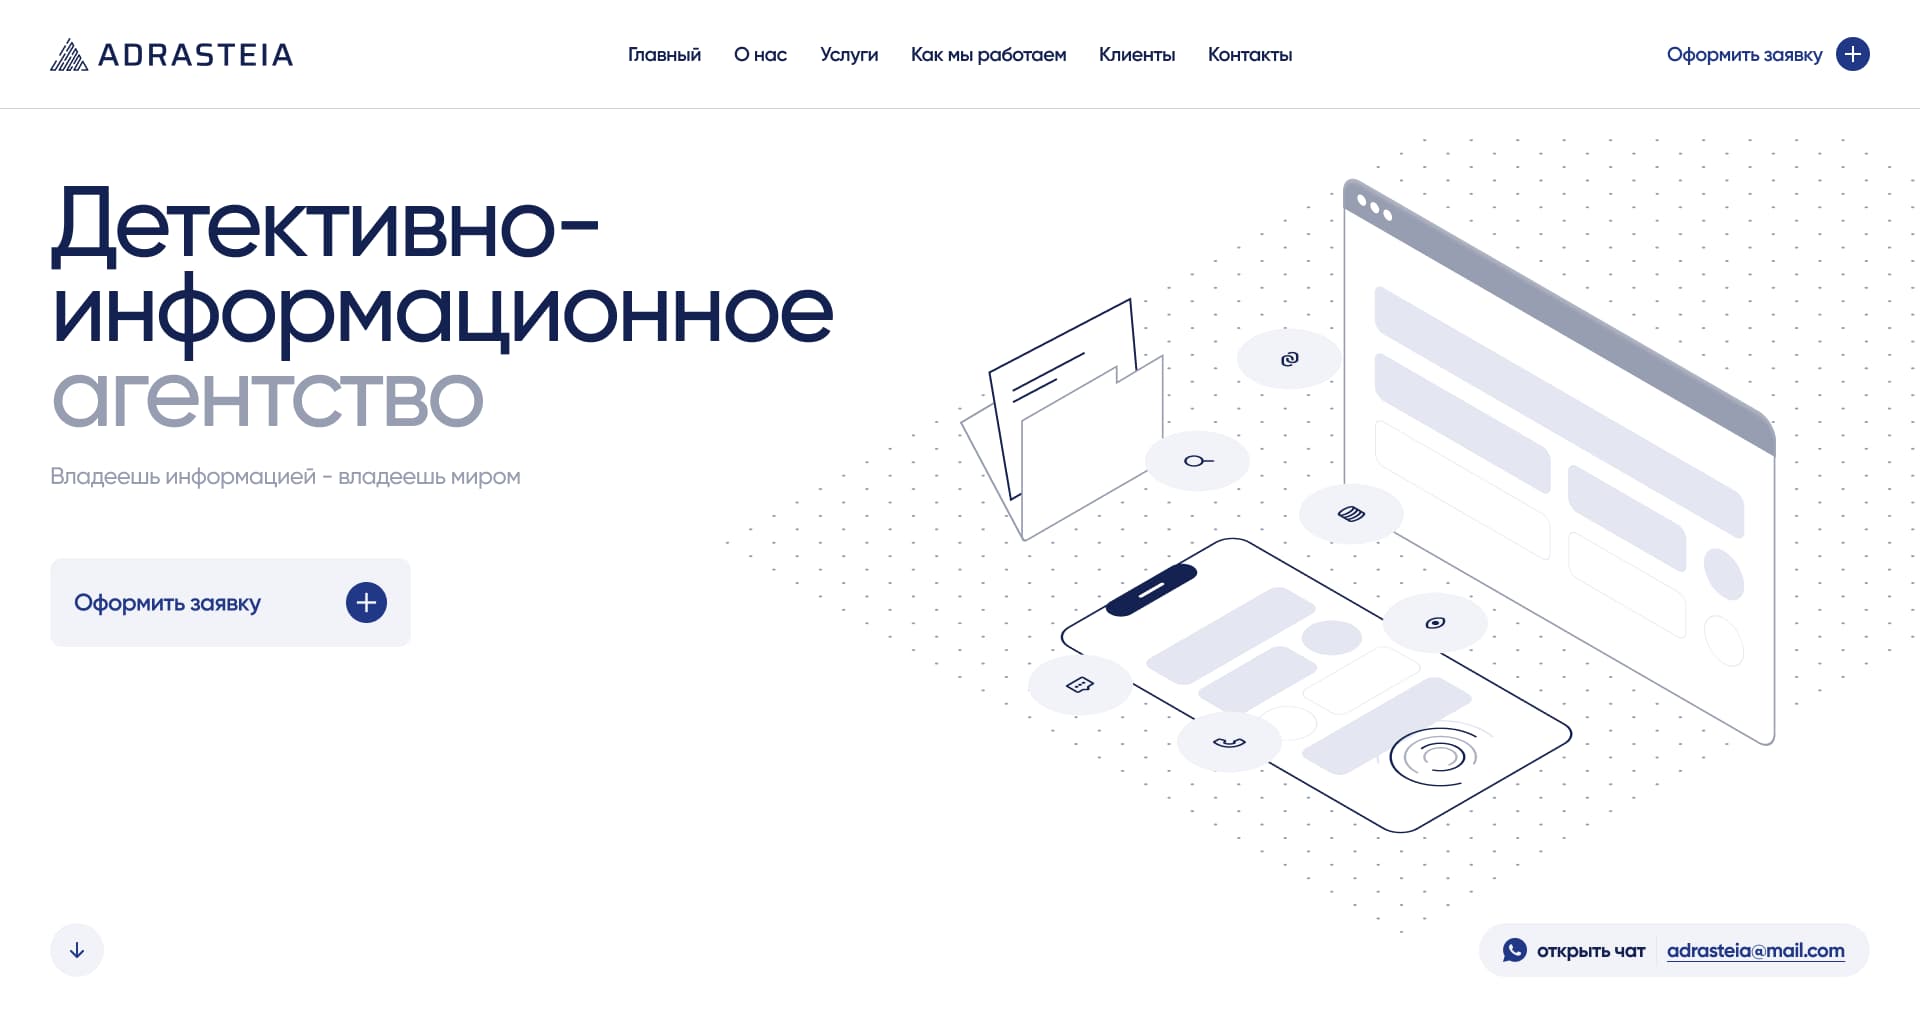 ADRASTEIA
Главный О нас Услуги Как мы работаем Клиенты Контакты
Оформить заявку
Детективно-
информационное
агентство
Владеешь информацией - владеешь миром
Оформить заявку
открыть чат adrasteia@mail.com